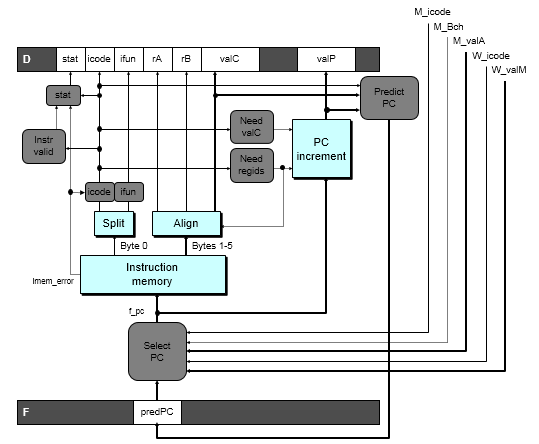 M_icode
M_Bch
M_valA
W_icode
W_valM
D stat icode ifun rA rB valC valP
stat
Predict
PC
Instr
valid
Need
valC
PC
increment
Need
regids
icode ifun
Split
Align
Byte 0
Bytes 1-5
Instruction
memory
Imem_error
f_pc
Select
PC
F predPC